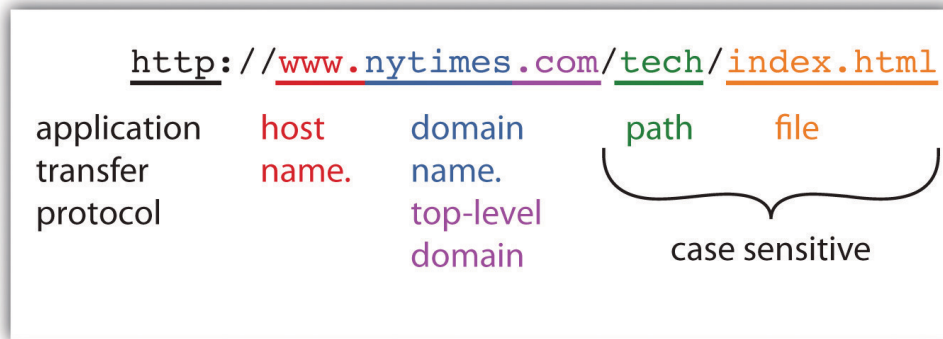 http://www.nytimes.com/tech/index.html
application transfer protocol
host name.
domain name.
top-level domain
path
file
case sensitive